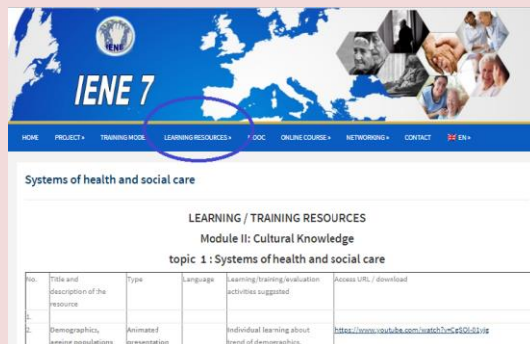 IENE
IENE 7
HOME PROJECT» TRAINING MODEL LEARNING RESOURCES» MOOC ONLINE COURSE» NETWORKING» CONTACT EN»
Systems of health and social care
LEARNING / TRAINING RESOURCES
Module II: Cultural Knowledge
topic 1 : Systems of health and social care
No. Title and description of the resource Type Language Learning/training/evaluation activities suggested Access URL / download
1.
2. Demographics, ageing populations Animated presentation Individual learning about trend of demographics,